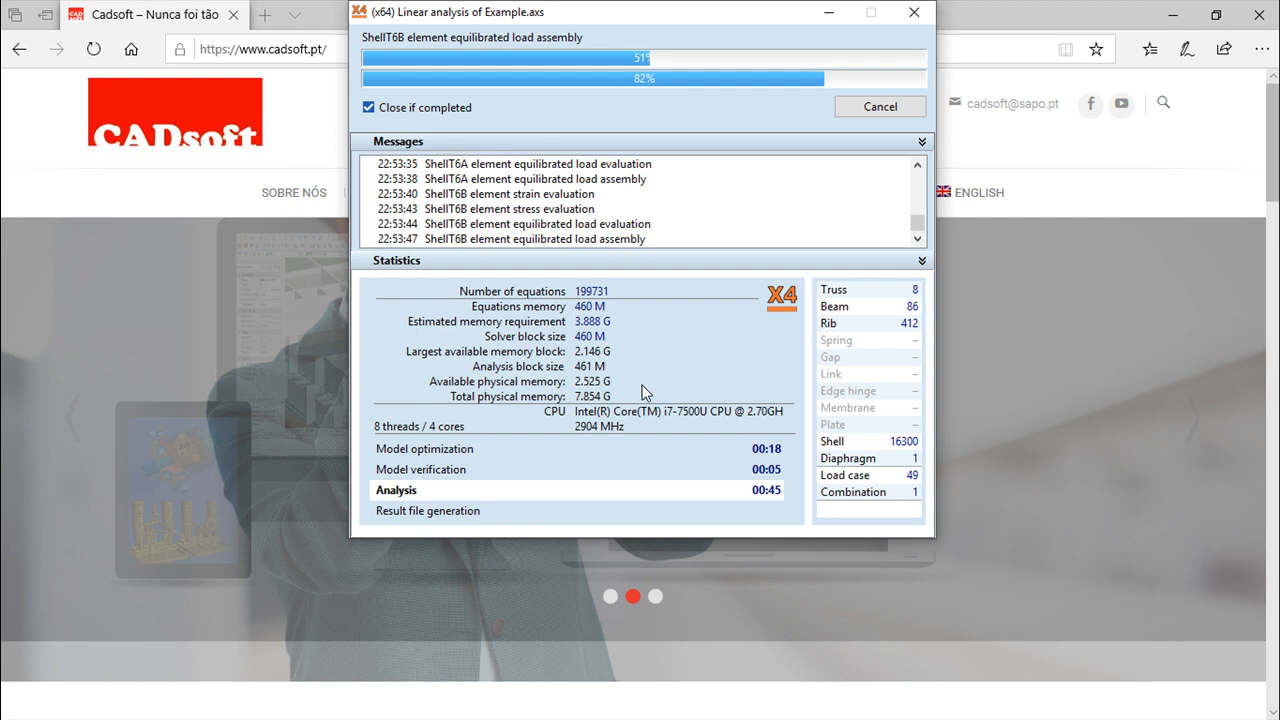 Cadsoft – Nunca foi tão
https://www.cadsoft.pt/
CAD
soft
CADsoft
cadsoft@sapo.pt
SOBRE NÓS
ENGLISH
X4 (x64) Linear analysis of Example.axs
ShellT6B element equilibrated load assembly
51%
82%
Close if completed
Cancel
Messages
22:53:35 ShellT6A element equilibrated load evaluation
22:53:38 ShellT6A element equilibrated load assembly
22:53:40 ShellT6B element strain evaluation
22:53:43 ShellT6B element stress evaluation
22:53:44 ShellT6B element equilibrated load evaluation
22:53:47 ShellT6B element equilibrated load assembly
Statistics
Number of equations 199731
Equations memory 460 M
Estimated memory requirement 3.888 G
Solver block size 460 M
Largest available memory block: 2.146 G
Analysis block size 461 M
Available physical memory: 2.525 G
Total physical memory: 7.854 G
CPU Intel(R) Core(TM) i7-7500U CPU @ 2.70GH
8 threads / 4 cores 2904 MHz
Model optimization 00:18
Model verification 00:05
Analysis 00:45
Result file generation
X4
Truss 8
Beam 86
Rib 412
Spring –
Gap –
Link –
Edge hinge –
Membrane –
Plate –
Shell 16300
Diaphragm 1
Load case 49
Combination 1